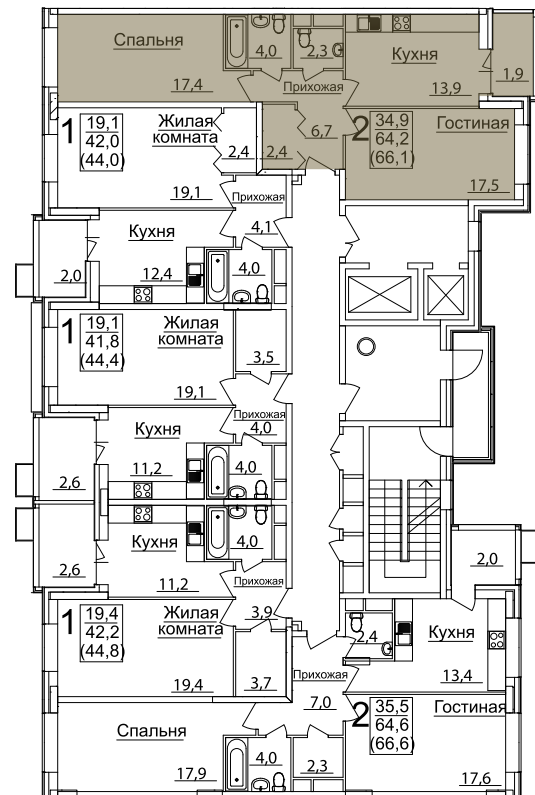 Спальня
4,0
2,3
Кухня
1,9
17,4
Прихожая
13,9
1
19,1
42,0
(44,0)
Жилая
комната
2,4
2,4
6,7
2
34,9
64,2
(66,1)
Гостиная
19,1
Прихожая
17,5
Кухня
4,1
2,0
12,4
4,0
1
19,1
41,8
(44,4)
Жилая
комната
3,5
19,1
Прихожая
Кухня
4,0
2,6
11,2
4,0
Кухня
4,0
2,6
11,2
Прихожая
2,0
1
19,4
42,2
(44,8)
Жилая
комната
3,9
2,4
Кухня
19,4
3,7
Прихожая
13,4
7,0
2
35,5
64,6
(66,6)
Гостиная
Спальня
17,9
4,0
2,3
17,6